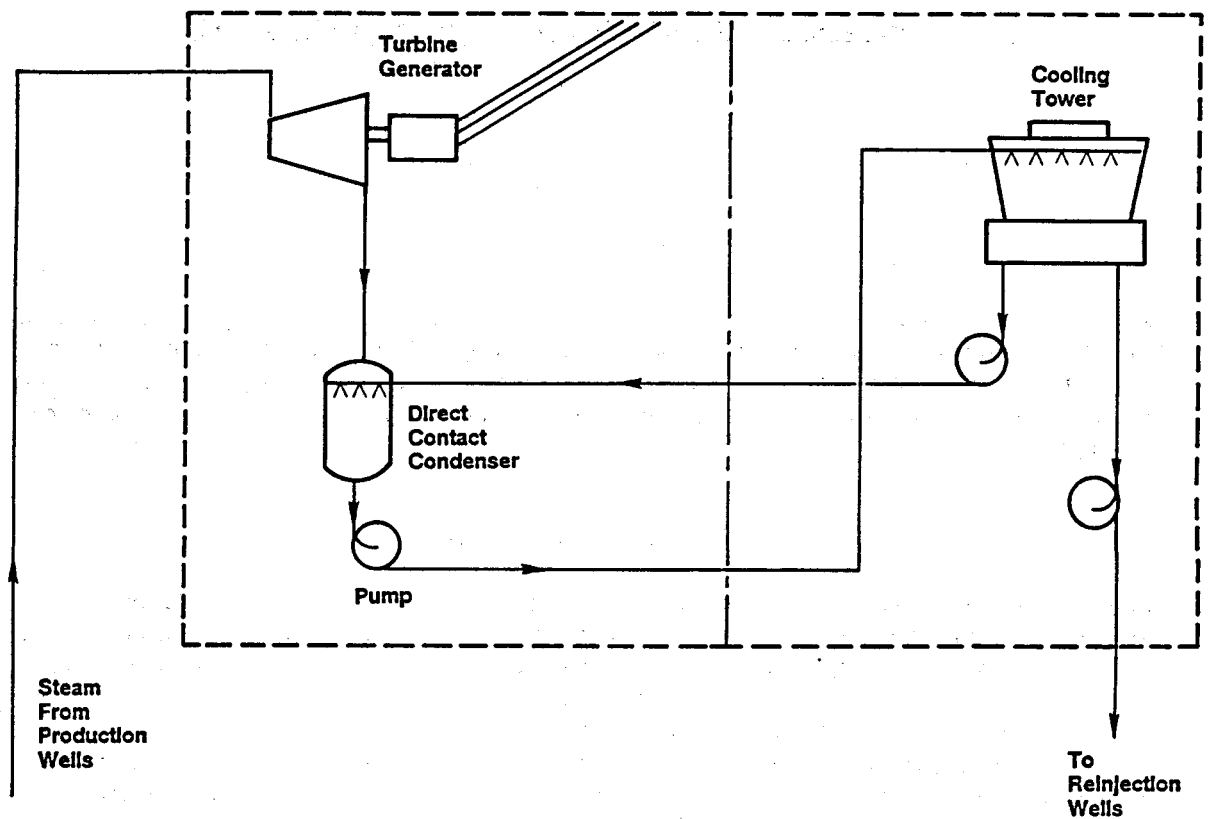 Turbine
Generator
Cooling
Tower
Direct
Contact
Condenser
Pump
Steam
From
Production
Wells
To
Reinjection
Wells